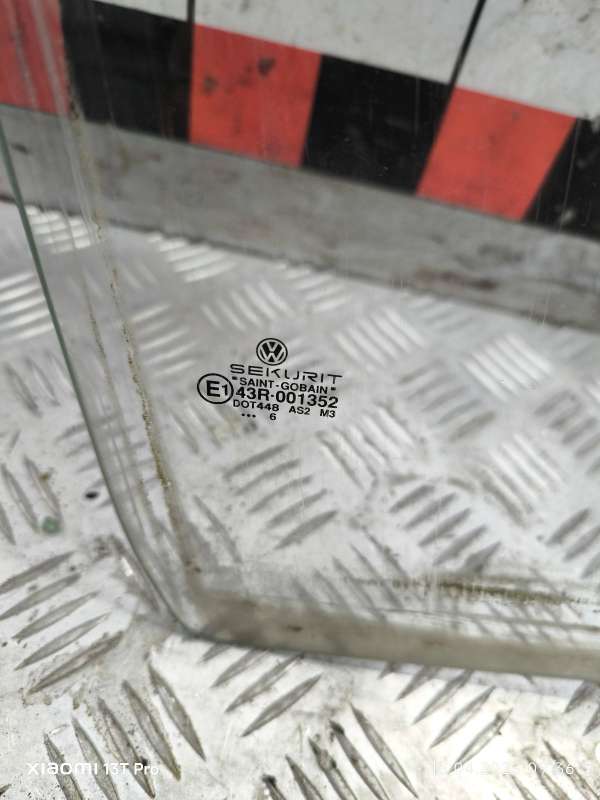 SEKURIT
"SAINT-GOBAIN"
E1 43R-001352
DOT448 AS2 M3
... 6
XIAOMI 13T Pro